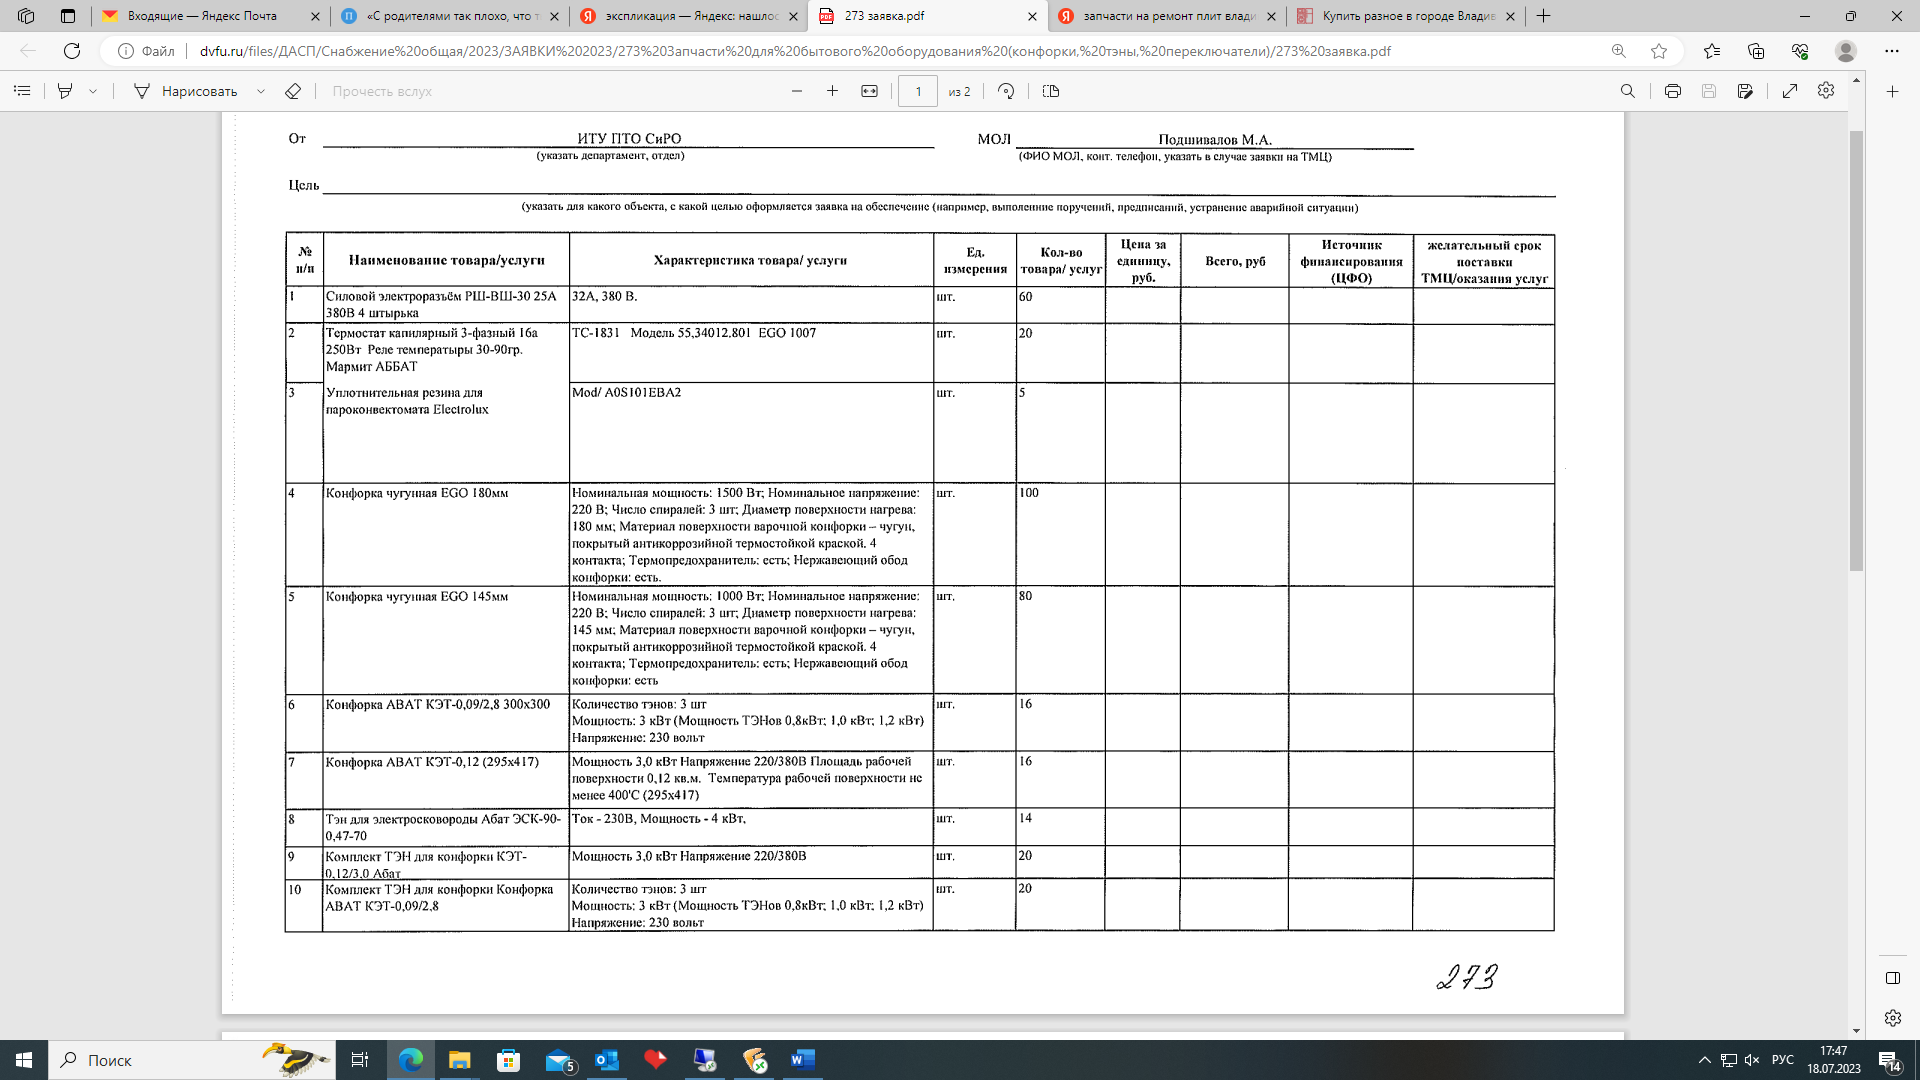 Входящие — Яндекс Почта
«С родителями так плохо, что т
экспликация — Яндекс: нашлос
273 заявка.pdf
запчасти на ремонт плит влади
Купить разное в городе Владив
Файл
dvfu.ru/files/ДАСП/Снабжение%20общая/2023/ЗАЯВКИ%202023/273%20Запчасти%20для%20бытового%20оборудования%20(конфорки,%20тэны,%20переключатели)/273%20заявка.pdf
Нарисовать
Прочесть вслух
1
из 2
От ИТУ ПТО СиРО МОЛ Подшивалов М.А.
(указать департамент, отдел) (ФИО МОЛ, конт. телефон, указать в случае заявки на ТМЦ)
Цель
(указать для какого объекта, с какой целью оформляется заявка на обеспечение (например, выполнение поручений, предписаний, устранение аварийной ситуации)
№ п/п
Наименование товара/услуги
Характеристика товара/ услуги
Ед. измерения
Кол-во товара/ услуг
Цена за единицу, руб.
Всего, руб
Источник финансирования (ЦФО)
желательный срок поставки ТМЦ/оказания услуг
1 Силовой электроразъём РШ-ВШ-30 25А 32А, 380 В. шт. 60
380В 4 штырька
2 Термостат капилярный 3-фазный 16а ТС-1831 Модель 55,34012,801 EGO 1007 шт. 20
250Вт Реле температыры 30-90гр.
Мармит АББАТ
3 Уплотнительная резина для Mod/ A0S101EBA2 шт. 5
пароконвектомата Electrolux
4 Конфорка чугунная EGO 180мм Номинальная мощность: 1500 Вт; Номинальное напряжение: шт. 100
220 В; Число спиралей: 3 шт; Диаметр поверхности нагрева:
180 мм; Материал поверхности варочной конфорки – чугун,
покрытый антикоррозийной термостойкой краской. 4
контакта; Термопредохранитель: есть; Нержавеющий обод
конфорки: есть.
5 Конфорка чугунная EGO 145мм Номинальная мощность: 1000 Вт; Номинальное напряжение: шт. 80
220 В; Число спиралей: 3 шт; Диаметр поверхности нагрева:
145 мм; Материал поверхности варочной конфорки – чугун,
покрытый антикоррозийной термостойкой краской. 4
контакта; Термопредохранитель: есть; Нержавеющий обод
конфорки: есть
6 Конфорка АВАТ КЭТ-0,09/2,8 300х300 Количество тэнов: 3 шт шт. 16
Мощность: 3 кВт (Мощность ТЭНов 0,8кВт; 1,0 кВт; 1,2 кВт)
Напряжение: 230 вольт
7 Конфорка АВАТ КЭТ-0,12 (295х417) Мощность 3,0 кВт Напряжение 220/380В Площадь рабочей шт. 16
поверхности 0,12 кв.м. Температура рабочей поверхности не
менее 400'С (295х417)
8 Тэн для электросковороды Абат ЭСК-90- Ток - 230В, Мощность - 4 кВт, шт. 14
0,47-70
9 Комплект ТЭН для конфорки КЭТ- Мощность 3,0 кВт Напряжение 220/380В шт. 20
0,12/3,0 Абат
10 Комплект ТЭН для конфорки Конфорка Количество тэнов: 3 шт шт. 20
АВАТ КЭТ-0,09/2,8 Мощность: 3 кВт (Мощность ТЭНов 0,8кВт; 1,0 кВт; 1,2 кВт)
Напряжение: 230 вольт
273
Поиск
5
РУС
17:47
18.07.2023
14